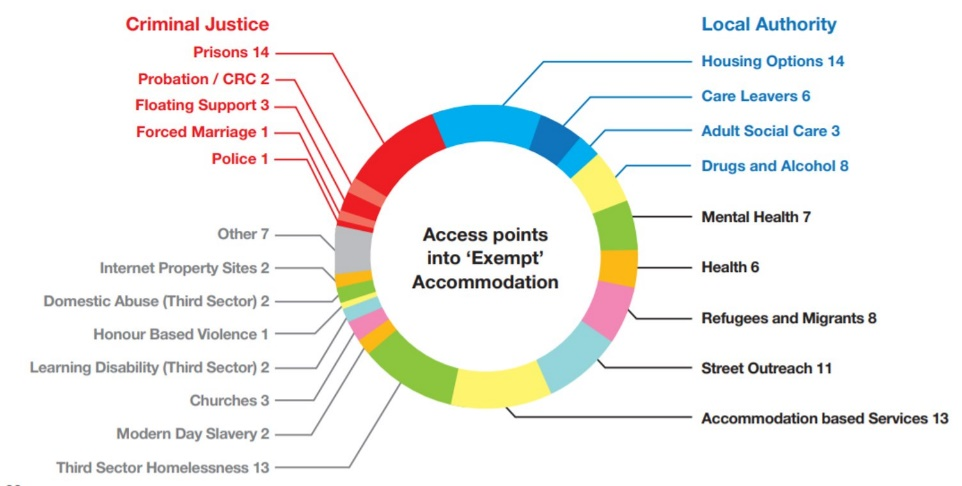 Criminal Justice
Prisons 14
Probation / CRC 2
Floating Support 3
Forced Marriage 1
Police 1
Other 7
Internet Property Sites 2
Domestic Abuse (Third Sector) 2
Honour Based Violence 1
Learning Disability (Third Sector) 2
Churches 3
Modern Day Slavery 2
Third Sector Homelessness 13
Access points
into ‘Exempt’
Accommodation
Local Authority
Housing Options 14
Care Leavers 6
Adult Social Care 3
Drugs and Alcohol 8
Mental Health 7
Health 6
Refugees and Migrants 8
Street Outreach 11
Accommodation based Services 13